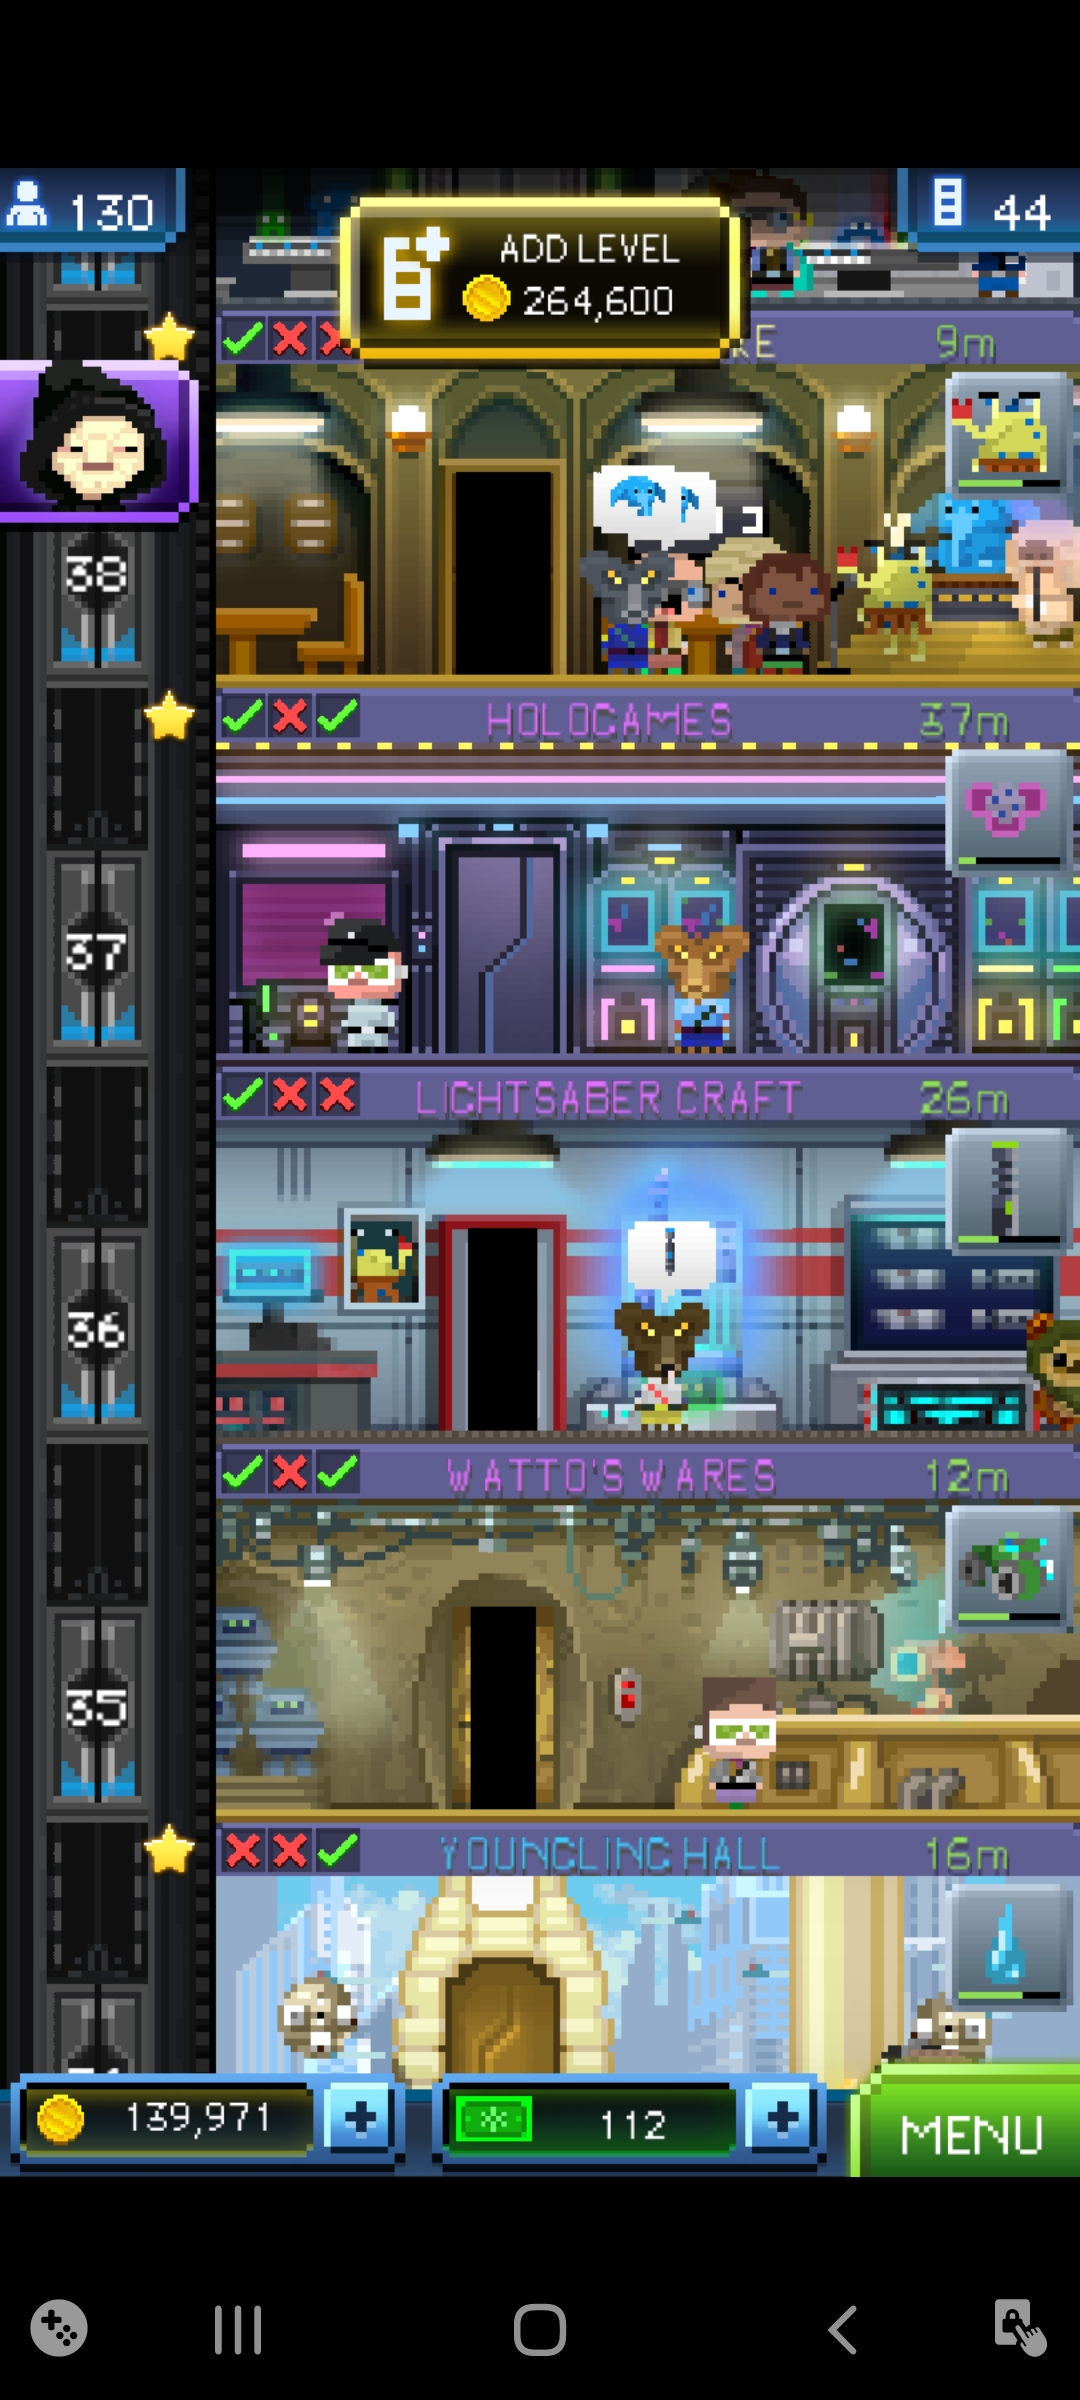 130
ADD LEVEL
264,600
44
9m
38
HOLOGAMES
37m
37
LIGHTSABER CRAFT
26m
36
WATTO'S WARES
12m
35
YOUNGLING HALL
16m
139,971
112
MENU